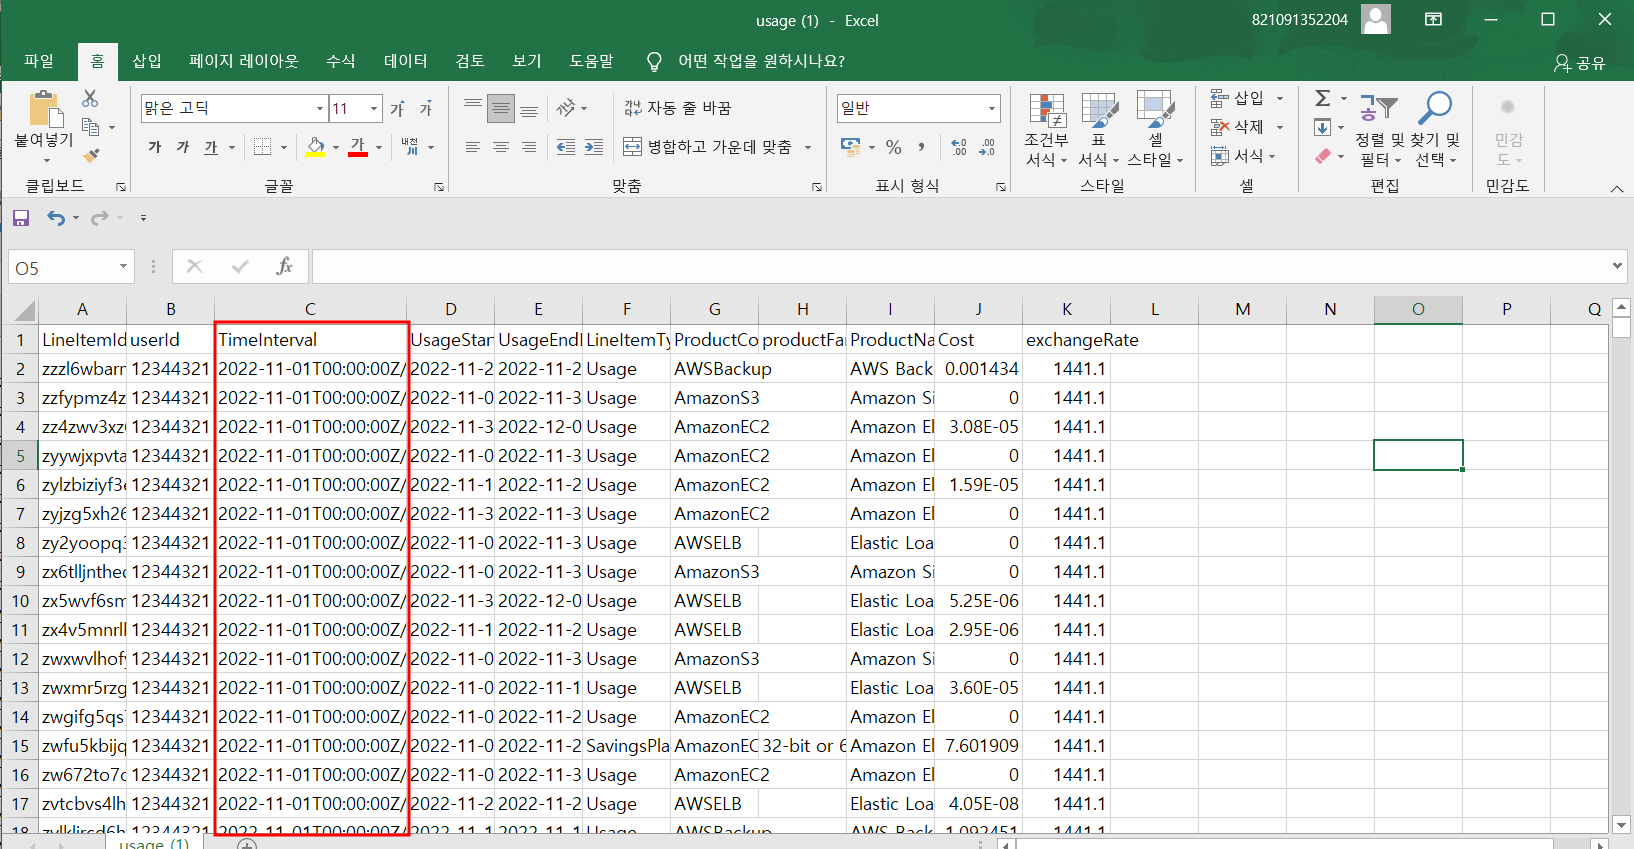 usage (1) - Excel
821091352204
파일 홈 삽입 페이지 레이아웃 수식 데이터 검토 보기 도움말 어떤 작업을 원하시나요? 공유
붙여넣기
클립보드
맑은 고딕 11 가 가
가 가 가 가 내천
글꼴
자동 줄 바꿈
병합하고 가운데 맞춤
맞춤
일반
% ,
표시 형식
조건부 서식
표 서식
셀 스타일
스타일
삽입
삭제
서식
셀
정렬 및 필터
찾기 및 선택
편집
민감도
민감도
O5 fx
A B C D E F G H I J K L M N O P Q
1 LineItemId userId TimeInterval UsageStar UsageEndI LineItemTy ProductCo productFa ProductNa Cost exchangeRate
2 zzzl6wbarn 12344321 2022-11-01T00:00:00Z/ 2022-11-2 2022-11-2 Usage AWSBackup AWS Back 0.001434 1441.1
3 zzfypmz4z 12344321 2022-11-01T00:00:00Z/ 2022-11-0 2022-11-3 Usage AmazonS3 Amazon Si 0 1441.1
4 zz4zwv3xz 12344321 2022-11-01T00:00:00Z/ 2022-11-3 2022-12-0 Usage AmazonEC2 Amazon El 3.08E-05 1441.1
5 zyywjxpvta 12344321 2022-11-01T00:00:00Z/ 2022-11-0 2022-11-3 Usage AmazonEC2 Amazon El 0 1441.1
6 zylzbiziyf3 12344321 2022-11-01T00:00:00Z/ 2022-11-1 2022-11-2 Usage AmazonEC2 Amazon El 1.59E-05 1441.1
7 zyjzg5xh26 12344321 2022-11-01T00:00:00Z/ 2022-11-3 2022-11-3 Usage AmazonEC2 Amazon El 0 1441.1
8 zy2yoopq 12344321 2022-11-01T00:00:00Z/ 2022-11-0 2022-11-3 Usage AWSELB Elastic Loa 0 1441.1
9 zx6tlljnthe 12344321 2022-11-01T00:00:00Z/ 2022-11-0 2022-11-3 Usage AmazonS3 Amazon Si 0 1441.1
10 zx5wvf6sm 12344321 2022-11-01T00:00:00Z/ 2022-11-3 2022-12-0 Usage AWSELB Elastic Loa 5.25E-06 1441.1
11 zx4v5mnrll 12344321 2022-11-01T00:00:00Z/ 2022-11-1 2022-11-2 Usage AWSELB Elastic Loa 2.95E-06 1441.1
12 zwxwvlhof 12344321 2022-11-01T00:00:00Z/ 2022-11-0 2022-11-3 Usage AmazonS3 Amazon Si 0 1441.1
13 zwxmr5rzg 12344321 2022-11-01T00:00:00Z/ 2022-11-0 2022-11-1 Usage AWSELB Elastic Loa 3.60E-05 1441.1
14 zwgifg5qs 12344321 2022-11-01T00:00:00Z/ 2022-11-0 2022-11-2 Usage AmazonEC2 Amazon El 0 1441.1
15 zwfu5kbijq 12344321 2022-11-01T00:00:00Z/ 2022-11-0 2022-11-2 SavingsPla AmazonEC 32-bit or 6 Amazon El 7.601909 1441.1
16 zw672to7 12344321 2022-11-01T00:00:00Z/ 2022-11-0 2022-11-3 Usage AmazonEC2 Amazon El 0 1441.1
17 zvtcbvs4lh 12344321 2022-11-01T00:00:00Z/ 2022-11-2 2022-11-2 Usage AWSELB Elastic Loa 4.05E-08 1441.1
18 12344321 2022-11-01T00:00:00Z/ 2022-11-1 2022-11-1 Usage AWSBackup AWS Back 1.092451 1441.1
usage (1)